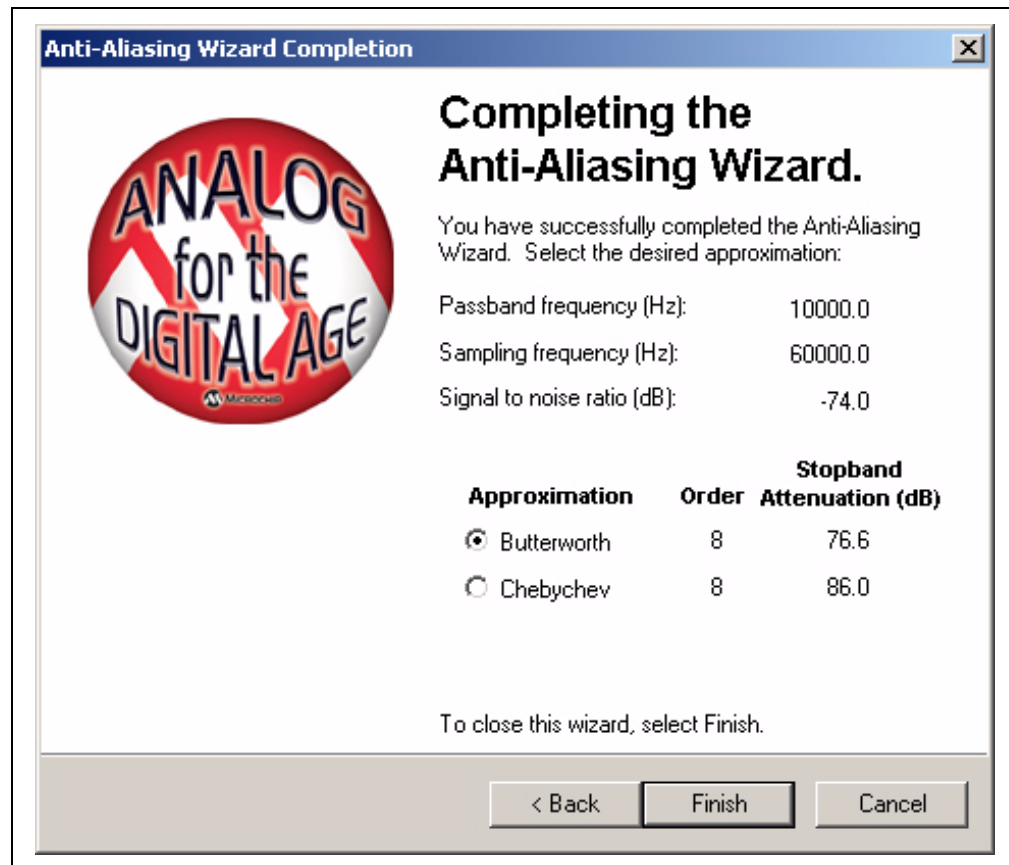 Anti-Aliasing Wizard Completion
ANALOG
for the
DIGITAL AGE
MICROCHIP
Completing the
Anti-Aliasing Wizard.
You have successfully completed the Anti-Aliasing
Wizard. Select the desired approximation:
Passband frequency (Hz): 10000.0
Sampling frequency (Hz): 60000.0
Signal to noise ratio (dB): -74.0
Stopband
Approximation Order Attenuation (dB)
Butterworth 8 76.6
Chebychev 8 86.0
To close this wizard, select Finish.
< Back Finish Cancel